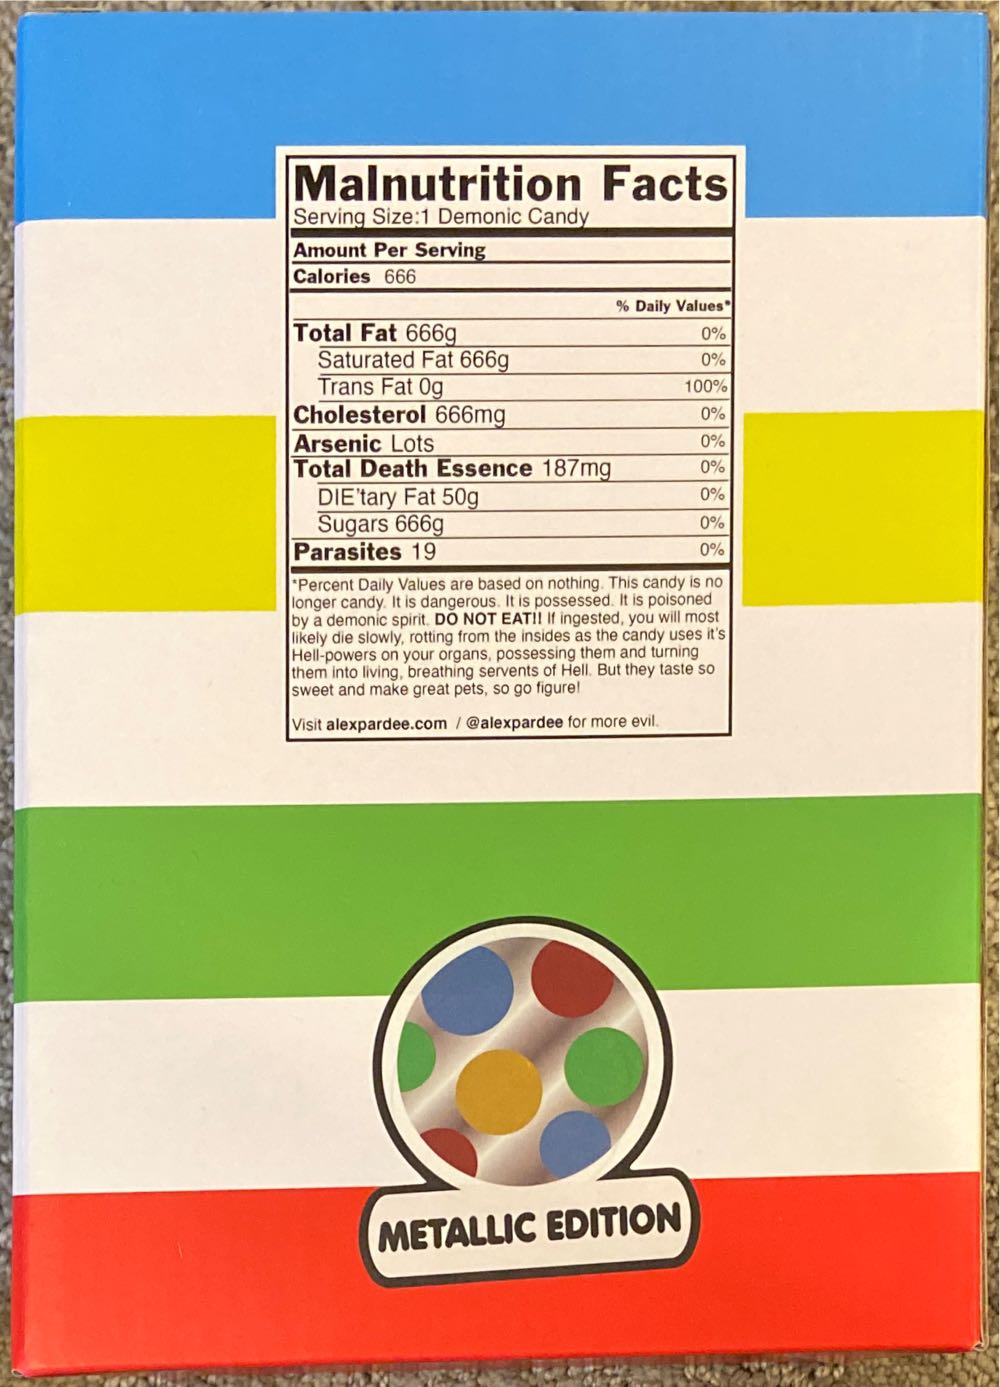 Malnutrition Facts
Serving Size:1 Demonic Candy
Amount Per Serving
Calories 666
% Daily Values*
Total Fat 666g 0%
Saturated Fat 666g 0%
Trans Fat 0g 100%
Cholesterol 666mg 0%
Arsenic Lots 0%
Total Death Essence 187mg 0%
DIE'tary Fat 50g 0%
Sugars 666g 0%
Parasites 19 0%
*Percent Daily Values are based on nothing. This candy is no
longer candy. It is dangerous. It is possessed. It is poisoned
by a demonic spirit. DO NOT EAT!! If ingested, you will most
likely die slowly, rotting from the insides as the candy uses it's
Hell-powers on your organs, possessing them and turning
them into living, breathing servents of Hell. But they taste so
sweet and make great pets, so go figure!
Visit alexpardee.com / @alexpardee for more evil.
METALLIC EDITION